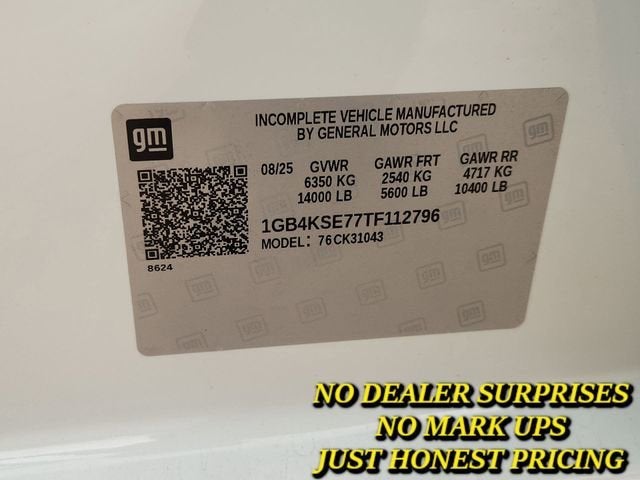 gm
INCOMPLETE VEHICLE MANUFACTURED
BY GENERAL MOTORS LLC
08/25 GVWR GAWR FRT GAWR RR
6350 KG 2540 KG 4717 KG
14000 LB 5600 LB 10400 LB
1GB4KSE77TF112796
MODEL: 76CK31043
8624
NO DEALER SURPRISES
NO MARK UPS
JUST HONEST PRICING